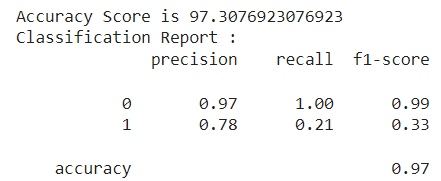 Accuracy Score is 97.3076923076923
Classification Report :
precision recall f1-score
0 0.97 1.00 0.99
1 0.78 0.21 0.33
accuracy 0.97